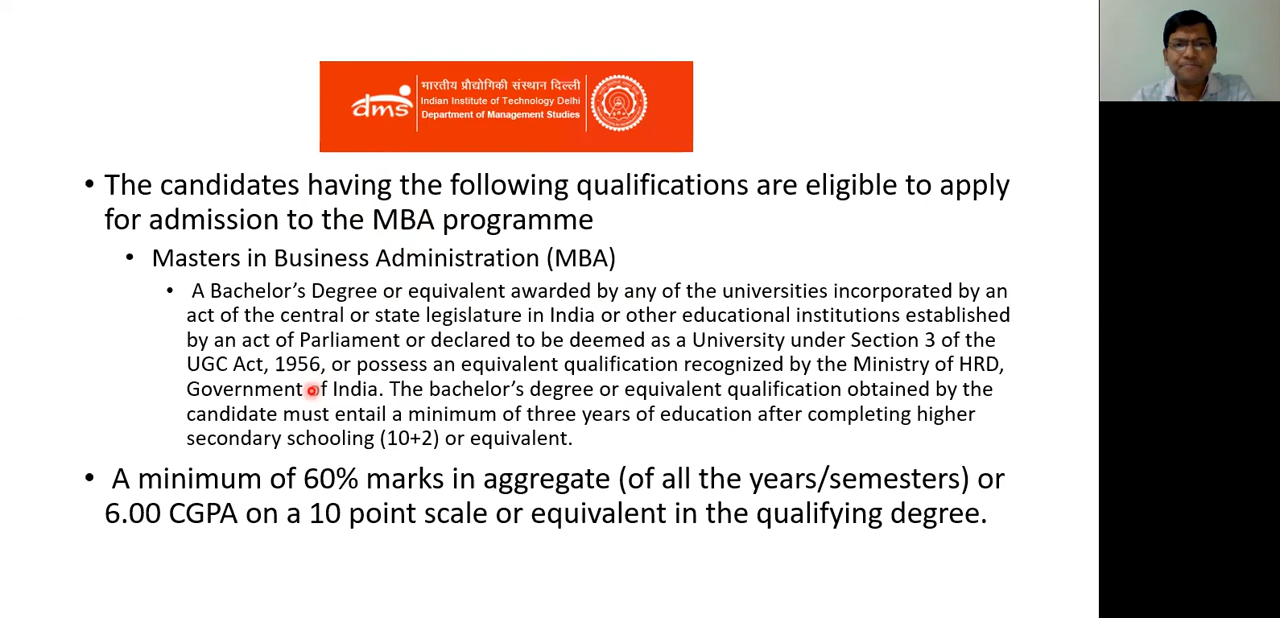 dms
भारतीय प्रौद्योगिकी संस्थान दिल्ली
Indian Institute of Technology Delhi
Department of Management Studies
• The candidates having the following qualifications are eligible to apply
for admission to the MBA programme
• Masters in Business Administration (MBA)
• A Bachelor’s Degree or equivalent awarded by any of the universities incorporated by an
act of the central or state legislature in India or other educational institutions established
by an act of Parliament or declared to be deemed as a University under Section 3 of the
UGC Act, 1956, or possess an equivalent qualification recognized by the Ministry of HRD,
Government of India. The bachelor’s degree or equivalent qualification obtained by the
candidate must entail a minimum of three years of education after completing higher
secondary schooling (10+2) or equivalent.
• A minimum of 60% marks in aggregate (of all the years/semesters) or
6.00 CGPA on a 10 point scale or equivalent in the qualifying degree.